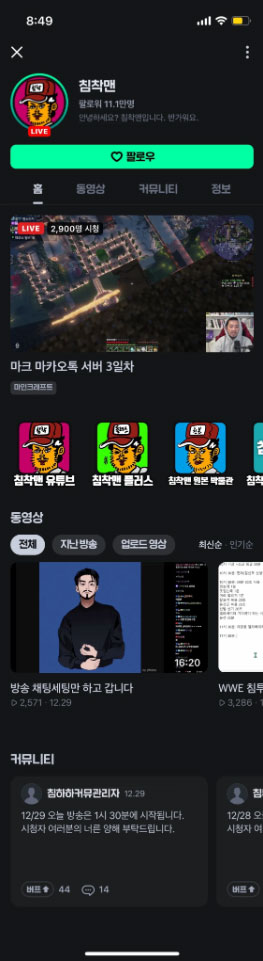 8:49
침착맨
팔로워 11.1만명
안녕하세요? 침착맨입니다. 반가워요.
LIVE
팔로우
홈 동영상 커뮤니티 정보
LIVE 2,900명 시청
마크 마카오톡 서버 3일차
마인크래프트
침착맨 유튜브 침착맨 플러스 침착맨 원본 박물관 침착
동영상
전체 지난 방송 업로드 영상 최신순 · 인기순
16:20
방송 채팅세팅만 하고 갑니다 WWE 침투
2,571 · 12.29 3,286 · 1
커뮤니티
침하하커뮤관리자 12.29 침
12/29 오늘 방송은 1시 30분에 시작됩니다. 12/28 오
시청자 여러분의 너른 양해 부탁드립니다. 시청자 여
버프 44 14 버프